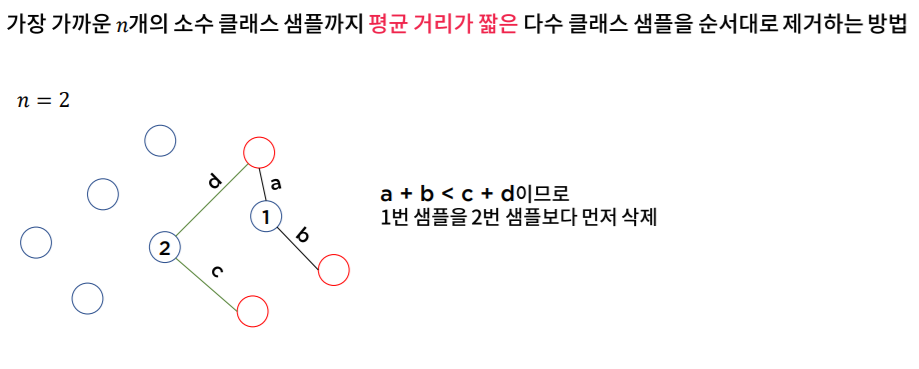 가장 가까운 n개의 소수 클래스 샘플까지 평균 거리가 짧은 다수 클래스 샘플을 순서대로 제거하는 방법
n = 2
d
a
a + b < c + d이므로
1번 샘플을 2번 샘플보다 먼저 삭제
1
b
2
c